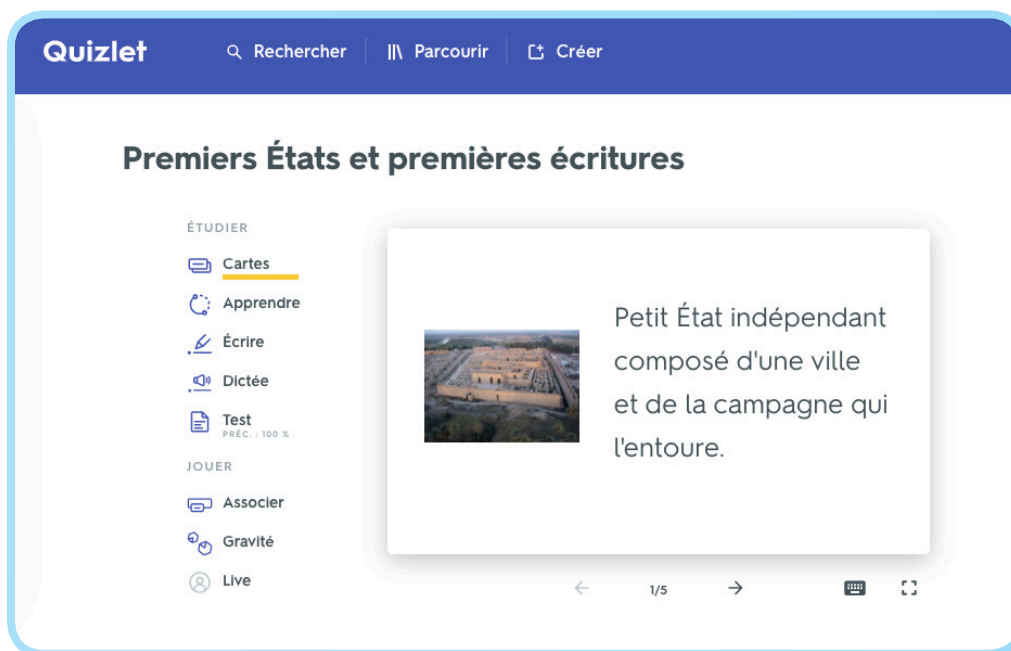 Quizlet
Rechercher
Parcourir
Créer
Premiers États et premières écritures
ÉTUDIER
Cartes
Apprendre
Écrire
Dictée
Test
PRÉC. : 100 %
JOUER
Associer
Gravité
Live
Petit État indépendant
composé d'une ville
et de la campagne qui
l'entoure.
1/5